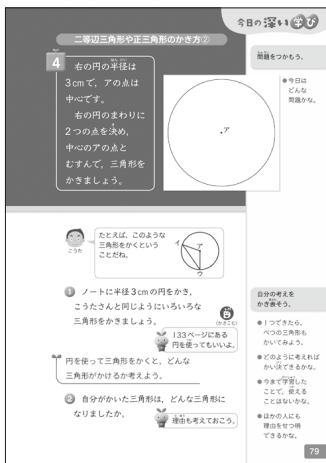 今日の深い学び
二等辺三角形や正三角形のかき方②
4
右の円の半径は
3cmで、アの点は
中心です。
右の円のまわりに
2つの点を決め、
中心のアの点と
むすんで、三角形を
かきましょう。
ア
問題をつかもう。
●今日は
どんな
問題かな。
こうた
たとえば、このような
三角形をかくという
ことだね。
イ
ア
ウ
1 ノートに半径3cmの円をかき、
こうたさんと同じようにいろいろな
三角形をかきましょう。
(かきこむ)
133ページにある
円を使ってもいいよ。
円を使って三角形をかくと、どんな
三角形がかけるか考えよう。
2 自分がかいた三角形は、どんな三角形に
なりましたか。
理由も考えておこう。
自分の考えを
かき表そう。
●1つできたら、
べつの三角形も
かいてみよう。
●どのように考えれば
かい決できるかな。
●今まで学習した
ことで、使える
ことはないかな。
●ほかの人にも
理由をせつ明
できるかな。
79